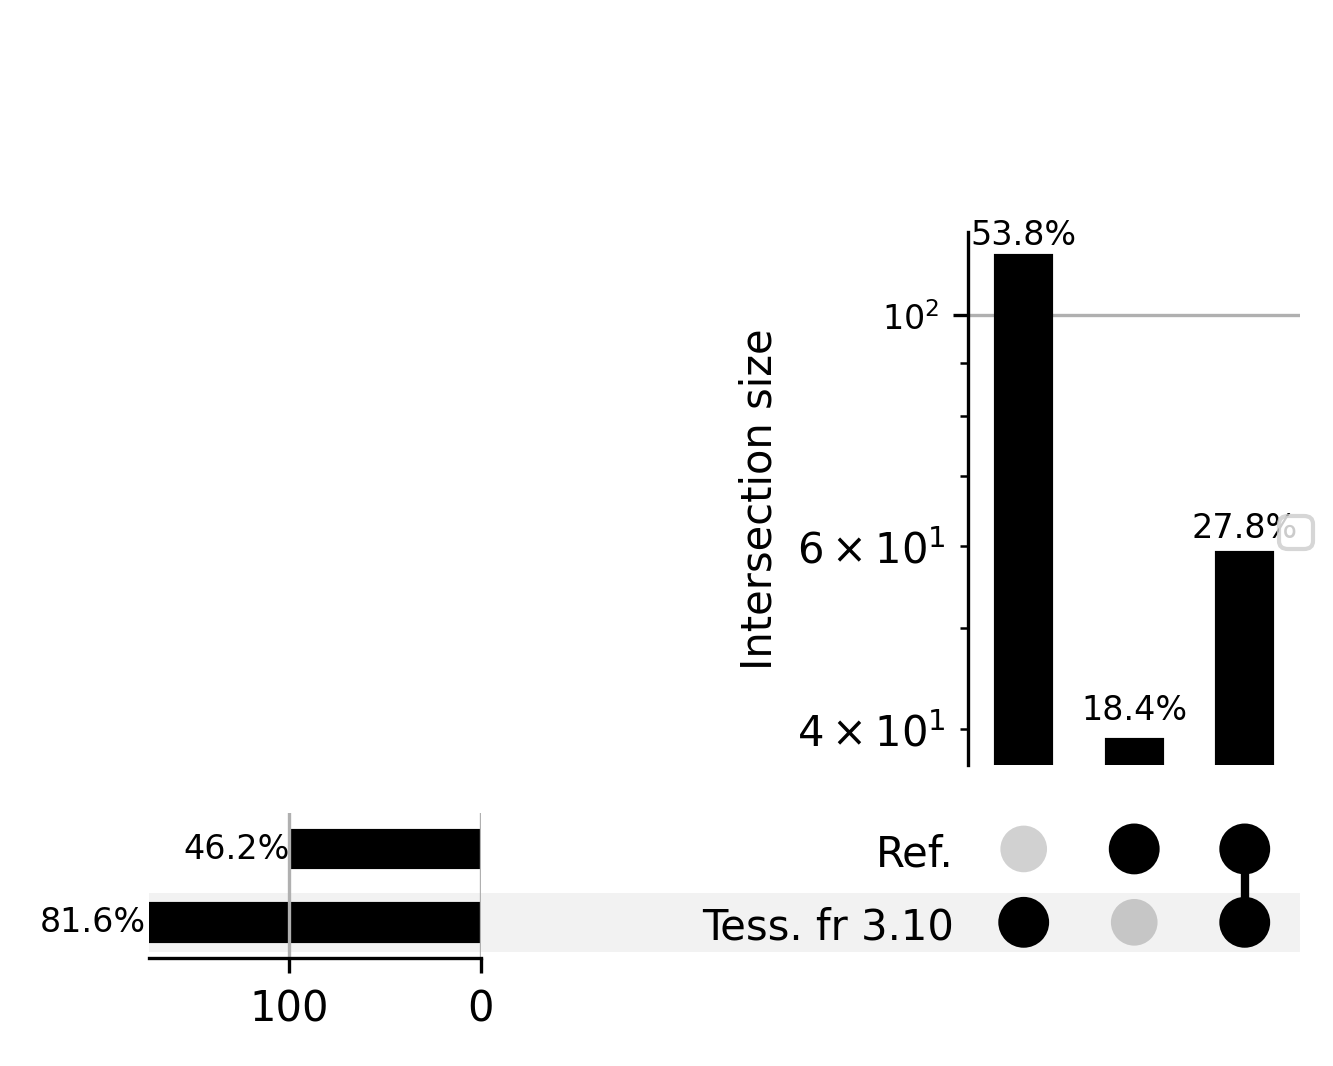 53.8%
10²
Intersection size
27.8%
6 × 10¹
18.4%
4 × 10¹
46.2%
Ref.
81.6%
Tess. fr 3.10
100 0